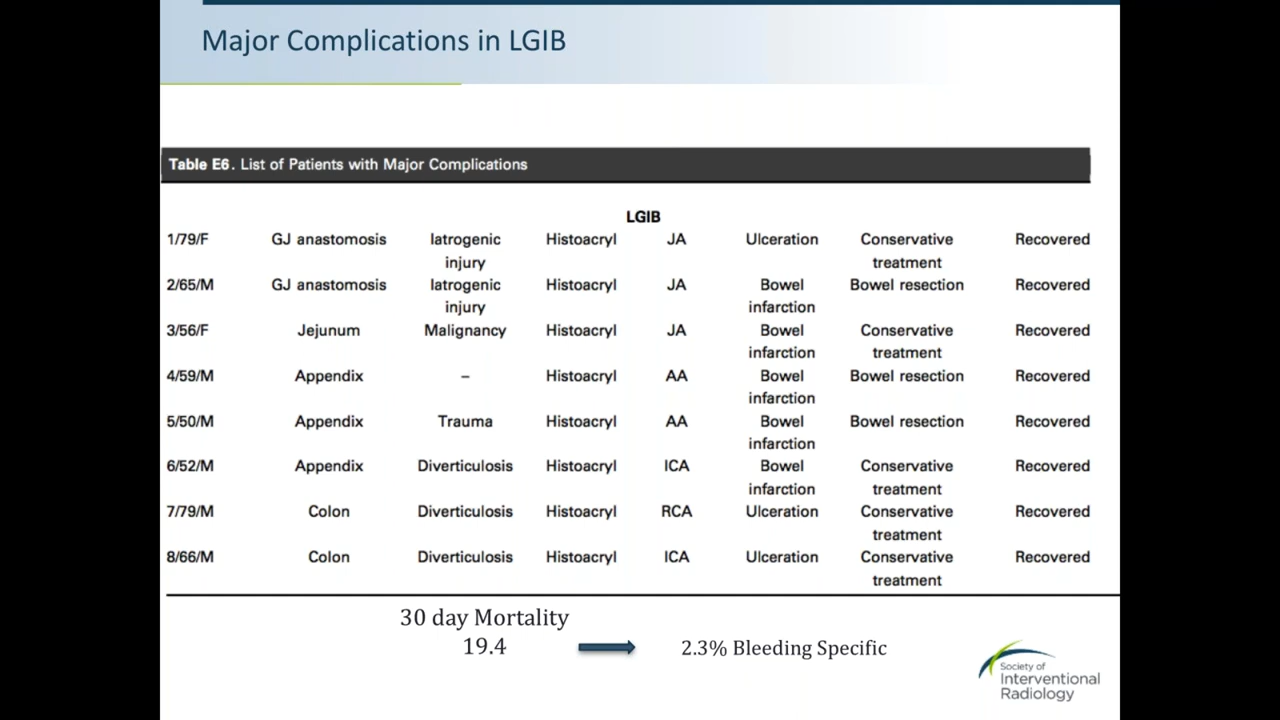 Major Complications in LGIB
Table E6. List of Patients with Major Complications
LGIB
1/79/F GJ anastomosis Iatrogenic Histoacryl JA Ulceration Conservative Recovered
injury treatment
2/65/M GJ anastomosis Iatrogenic Histoacryl JA Bowel Bowel resection Recovered
injury infarction
3/56/F Jejunum Malignancy Histoacryl JA Bowel Conservative Recovered
infarction treatment
4/59/M Appendix – Histoacryl AA Bowel Bowel resection Recovered
infarction
5/50/M Appendix Trauma Histoacryl AA Bowel Bowel resection Recovered
infarction
6/52/M Appendix Diverticulosis Histoacryl ICA Bowel Conservative Recovered
infarction treatment
7/79/M Colon Diverticulosis Histoacryl RCA Ulceration Conservative Recovered
treatment
8/66/M Colon Diverticulosis Histoacryl ICA Ulceration Conservative Recovered
treatment
30 day Mortality
19.4 2.3% Bleeding Specific
Society of
Interventional
Radiology